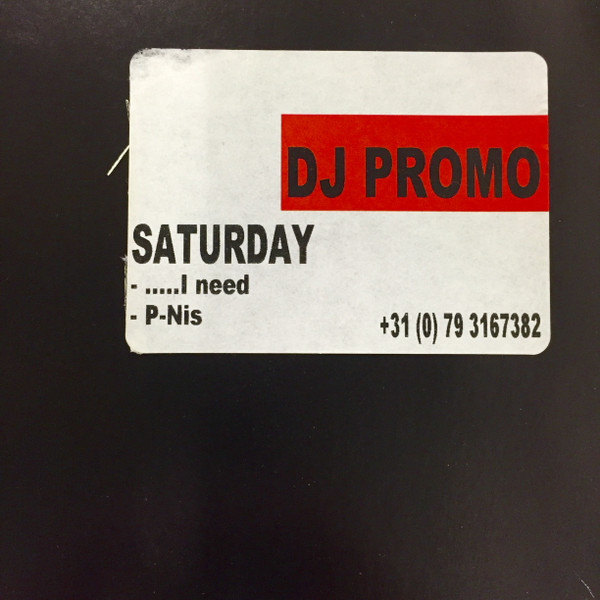 DJ PROMO
SATURDAY
- .....I need
- P-Nis
+31 (0) 79 3167382